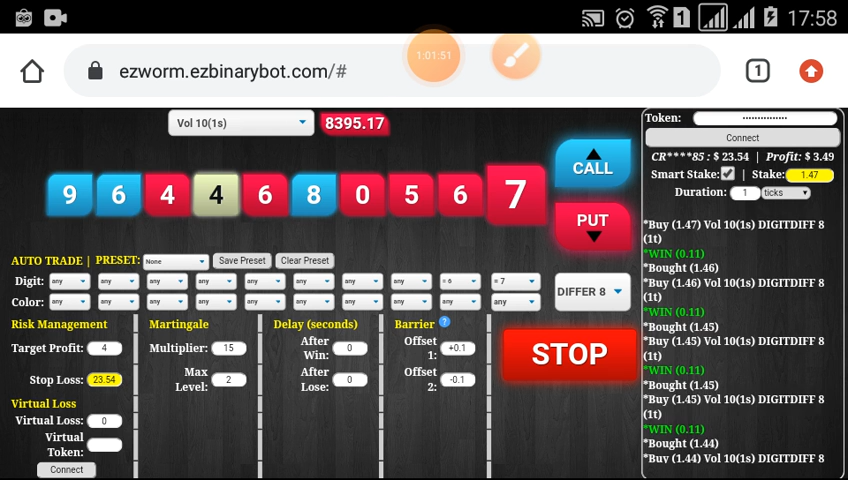 17:58
ezworm.ezbinarybot.com/#
1:01:51
1
Vol 10(1s)
8395.17
9 6 4 4 6 8 0 5 6 7
CALL
PUT
AUTO TRADE | PRESET: None Save Preset Clear Preset
Digit: any any any any any any any any = 6 = 7
Color: any any any any any any any any any any
DIFFER 8
Risk Management
Target Profit: 4
Stop Loss: 23.54
Virtual Loss
Virtual Loss: 0
Virtual Token:
Connect
Martingale
Multiplier: 15
Max Level: 2
Delay (seconds)
After Win: 0
After Lose: 0
Barrier ?
Offset 1: +0.1
Offset 2: -0.1
STOP
Token: ---------------
Connect
CR****85 : $ 23.54 | Profit: $ 3.49
Smart Stake: | Stake: 1.47
Duration: 1 ticks
*Buy (1.47) Vol 10(1s) DIGITDIFF 8
(1t)
*WIN (0.11)
*Bought (1.46)
*Buy (1.46) Vol 10(1s) DIGITDIFF 8
(1t)
*WIN (0.11)
*Bought (1.45)
*Buy (1.45) Vol 10(1s) DIGITDIFF 8
(1t)
*WIN (0.11)
*Bought (1.45)
*Buy (1.45) Vol 10(1s) DIGITDIFF 8
(1t)
*WIN (0.11)
*Bought (1.44)
*Buy (1.44) Vol 10(1s) DIGITDIFF 8